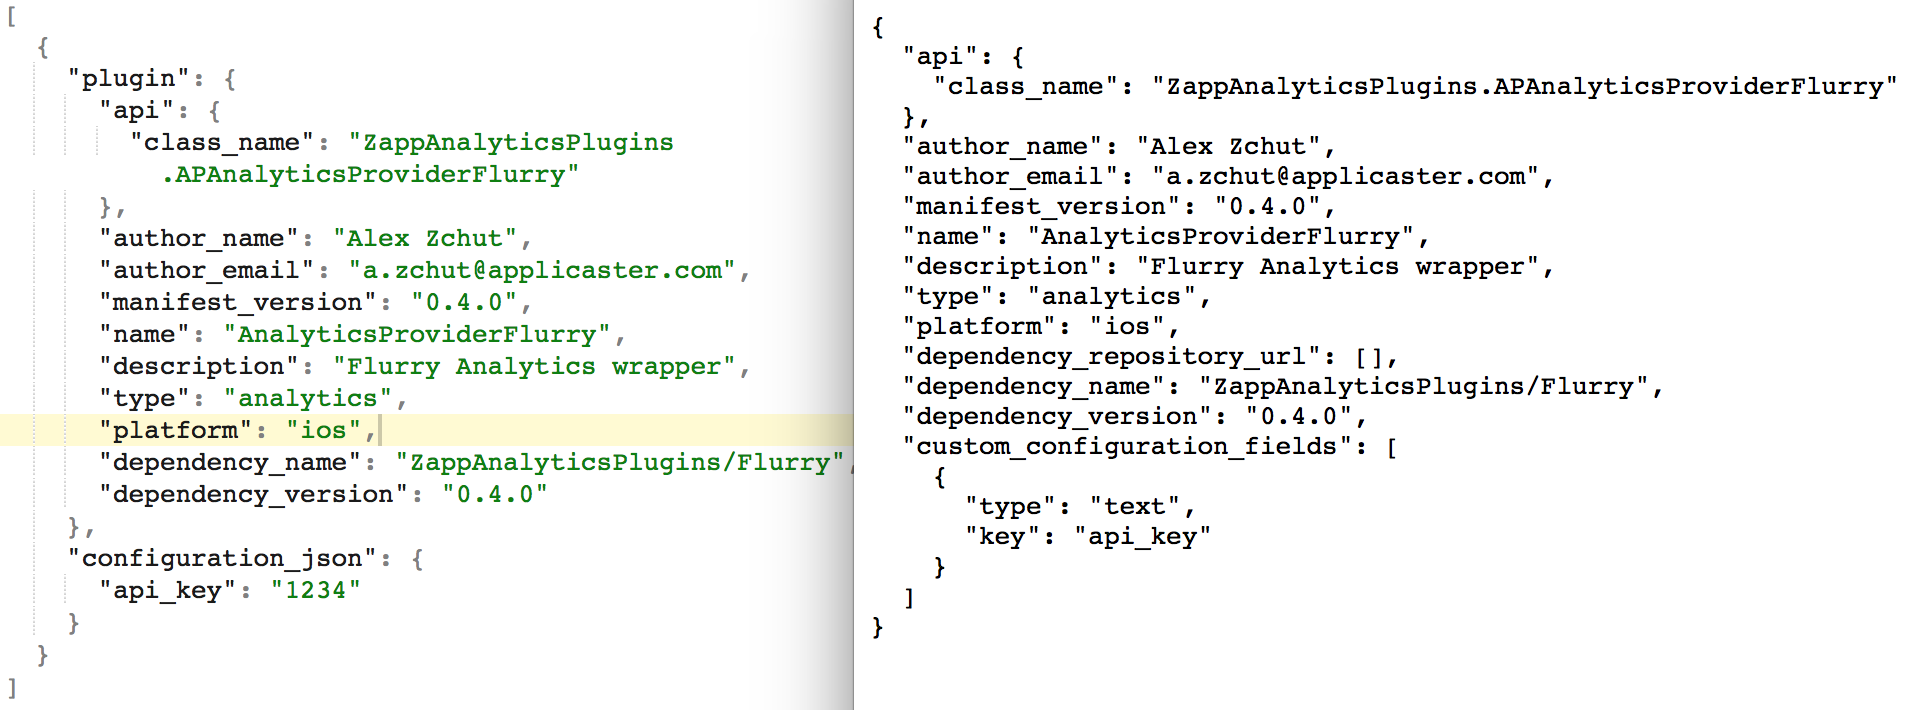 [
  {
    "plugin": {
      "api": {
        "class_name": "ZappAnalyticsPlugins
          .APAnalyticsProviderFlurry"
      },
      "author_name": "Alex Zchut",
      "author_email": "a.zchut@applicaster.com",
      "manifest_version": "0.4.0",
      "name": "AnalyticsProviderFlurry",
      "description": "Flurry Analytics wrapper",
      "type": "analytics",
      "platform": "ios",
      "dependency_name": "ZappAnalyticsPlugins/Flurry",
      "dependency_version": "0.4.0"
    },
    "configuration_json": {
      "api_key": "1234"
    }
  }
]
{
  "api": {
    "class_name": "ZappAnalyticsPlugins.APAnalyticsProviderFlurry"
  },
  "author_name": "Alex Zchut",
  "author_email": "a.zchut@applicaster.com",
  "manifest_version": "0.4.0",
  "name": "AnalyticsProviderFlurry",
  "description": "Flurry Analytics wrapper",
  "type": "analytics",
  "platform": "ios",
  "dependency_repository_url": [],
  "dependency_name": "ZappAnalyticsPlugins/Flurry",
  "dependency_version": "0.4.0",
  "custom_configuration_fields": [
    {
      "type": "text",
      "key": "api_key"
    }
  ]
}